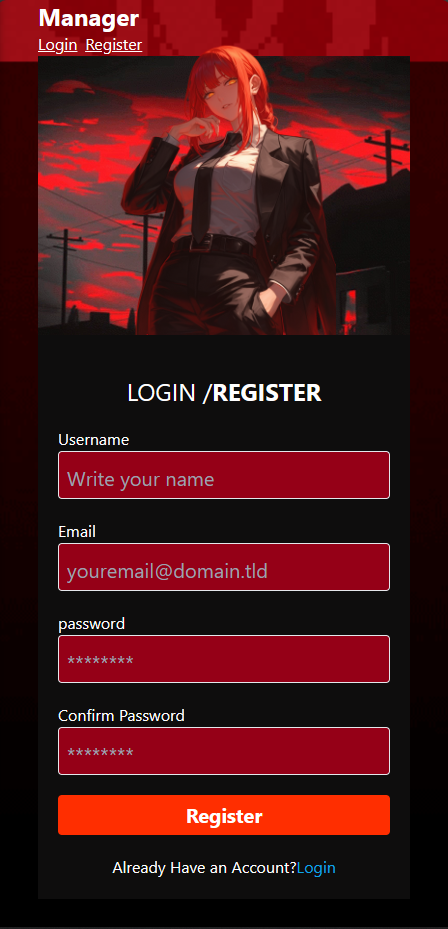 Manager
Login Register
LOGIN /REGISTER
Username
Write your name
Email
youremail@domain.tld
password
********
Confirm Password
********
Register
Already Have an Account?Login